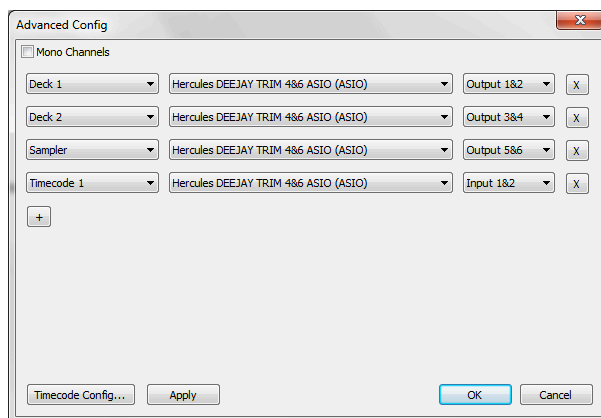 Advanced Config
Mono Channels
Deck 1 Hercules DEEJAY TRIM 4&6 ASIO (ASIO) Output 1&2 X
Deck 2 Hercules DEEJAY TRIM 4&6 ASIO (ASIO) Output 3&4 X
Sampler Hercules DEEJAY TRIM 4&6 ASIO (ASIO) Output 5&6 X
Timecode 1 Hercules DEEJAY TRIM 4&6 ASIO (ASIO) Input 1&2 X
+
Timecode Config... Apply OK Cancel